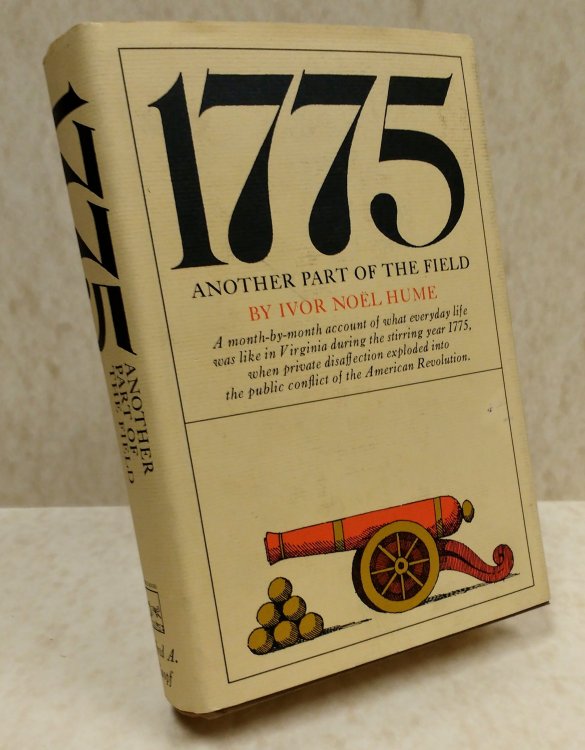 1775
ANOTHER PART OF THE FIELD
BY IVOR NOËL HUME
A month-by-month account of what everyday life
was like in Virginia during the stirring year 1775,
when private disaffection exploded into
the public conflict of the American Revolution.
1775
ANOTHER
PART OF
THE FIELD
A.